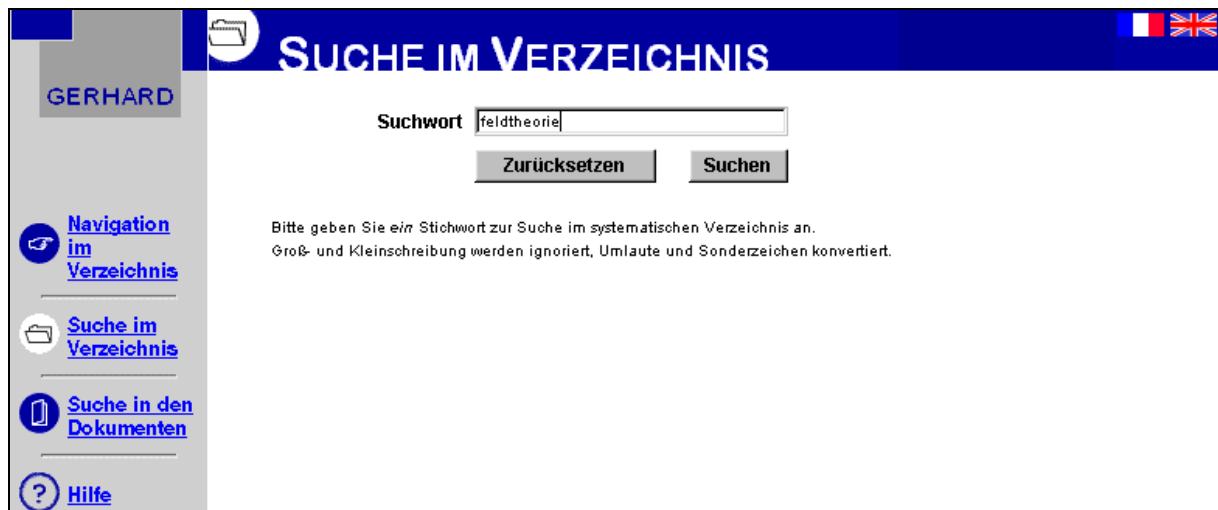 SUCHE IM VERZEICHNIS
GERHARD
Suchwort feldtheorie
Zurücksetzen Suchen
Bitte geben Sie ein Stichwort zur Suche im systematischen Verzeichnis an.
Groß- und Kleinschreibung werden ignoriert, Umlaute und Sonderzeichen konvertiert.
Navigation
im
Verzeichnis
Suche im
Verzeichnis
Suche in den
Dokumenten
? Hilfe